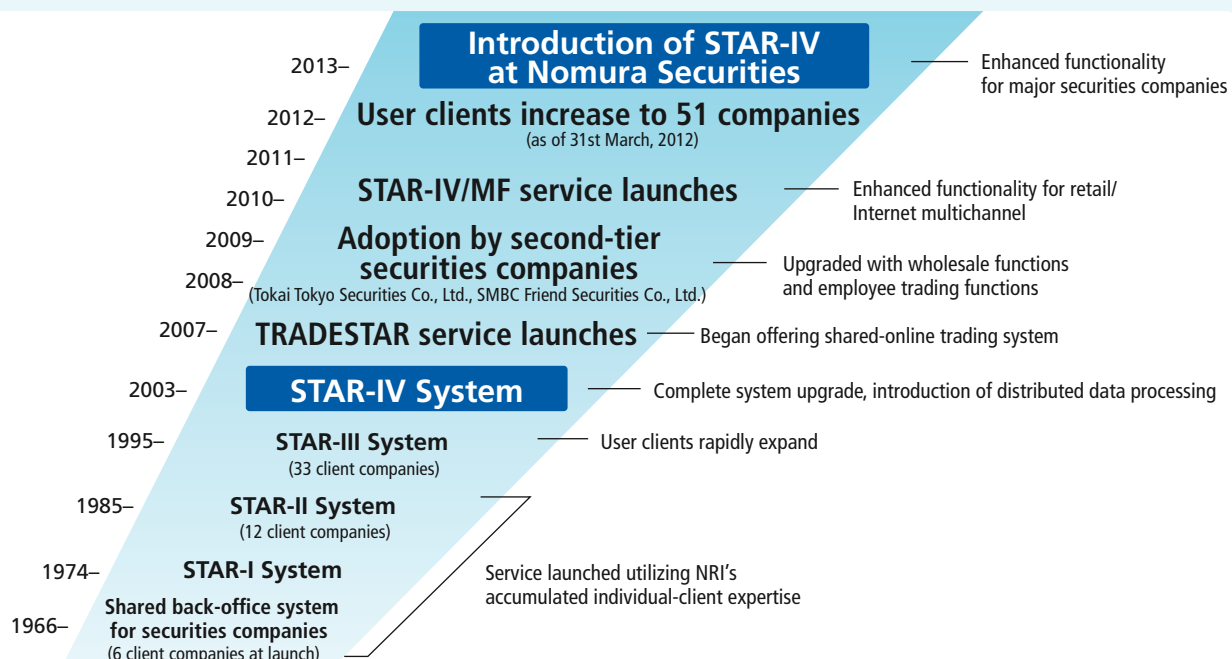 2013–
Introduction of STAR-IV
at Nomura Securities
Enhanced functionality
for major securities companies
2012–
User clients increase to 51 companies
(as of 31st March, 2012)
2011–
2010–
STAR-IV/MF service launches
Enhanced functionality for retail/
Internet multichannel
2009–
Adoption by second-tier
securities companies
2008–
(Tokai Tokyo Securities Co., Ltd., SMBC Friend Securities Co., Ltd.)
Upgraded with wholesale functions
and employee trading functions
2007–
TRADESTAR service launches
Began offering shared-online trading system
2003–
STAR-IV System
Complete system upgrade, introduction of distributed data processing
1995–
STAR-III System
(33 client companies)
User clients rapidly expand
1985–
STAR-II System
(12 client companies)
1974–
STAR-I System
Service launched utilizing NRI’s
accumulated individual-client expertise
1966–
Shared back-office system
for securities companies
(6 client companies at launch)